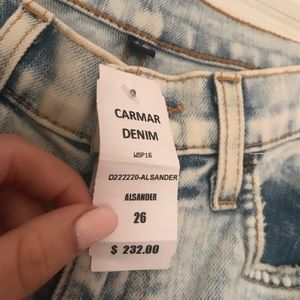 CARMAR
DENIM
WSP16
D222220-ALSANDER
ALSANDER
26
$ 232.00